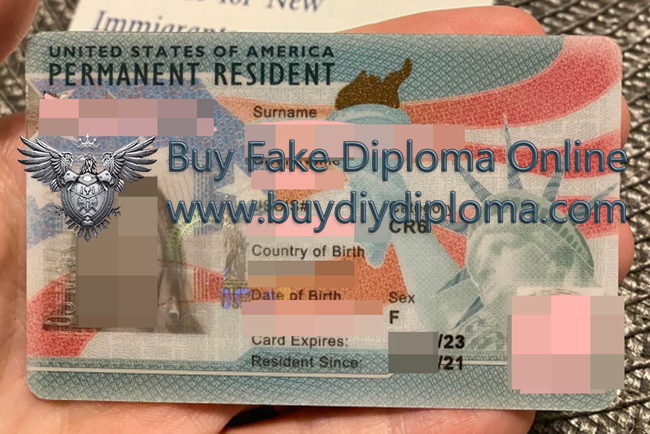 for New
Immigrants
UNITED STATES OF AMERICA
PERMANENT RESIDENT
Surname
Buy Fake Diploma Online
www.buydiydiploma.com
CR6
Country of Birth
Date of Birth
Sex
F
Card Expires: /23
Resident Since: /21